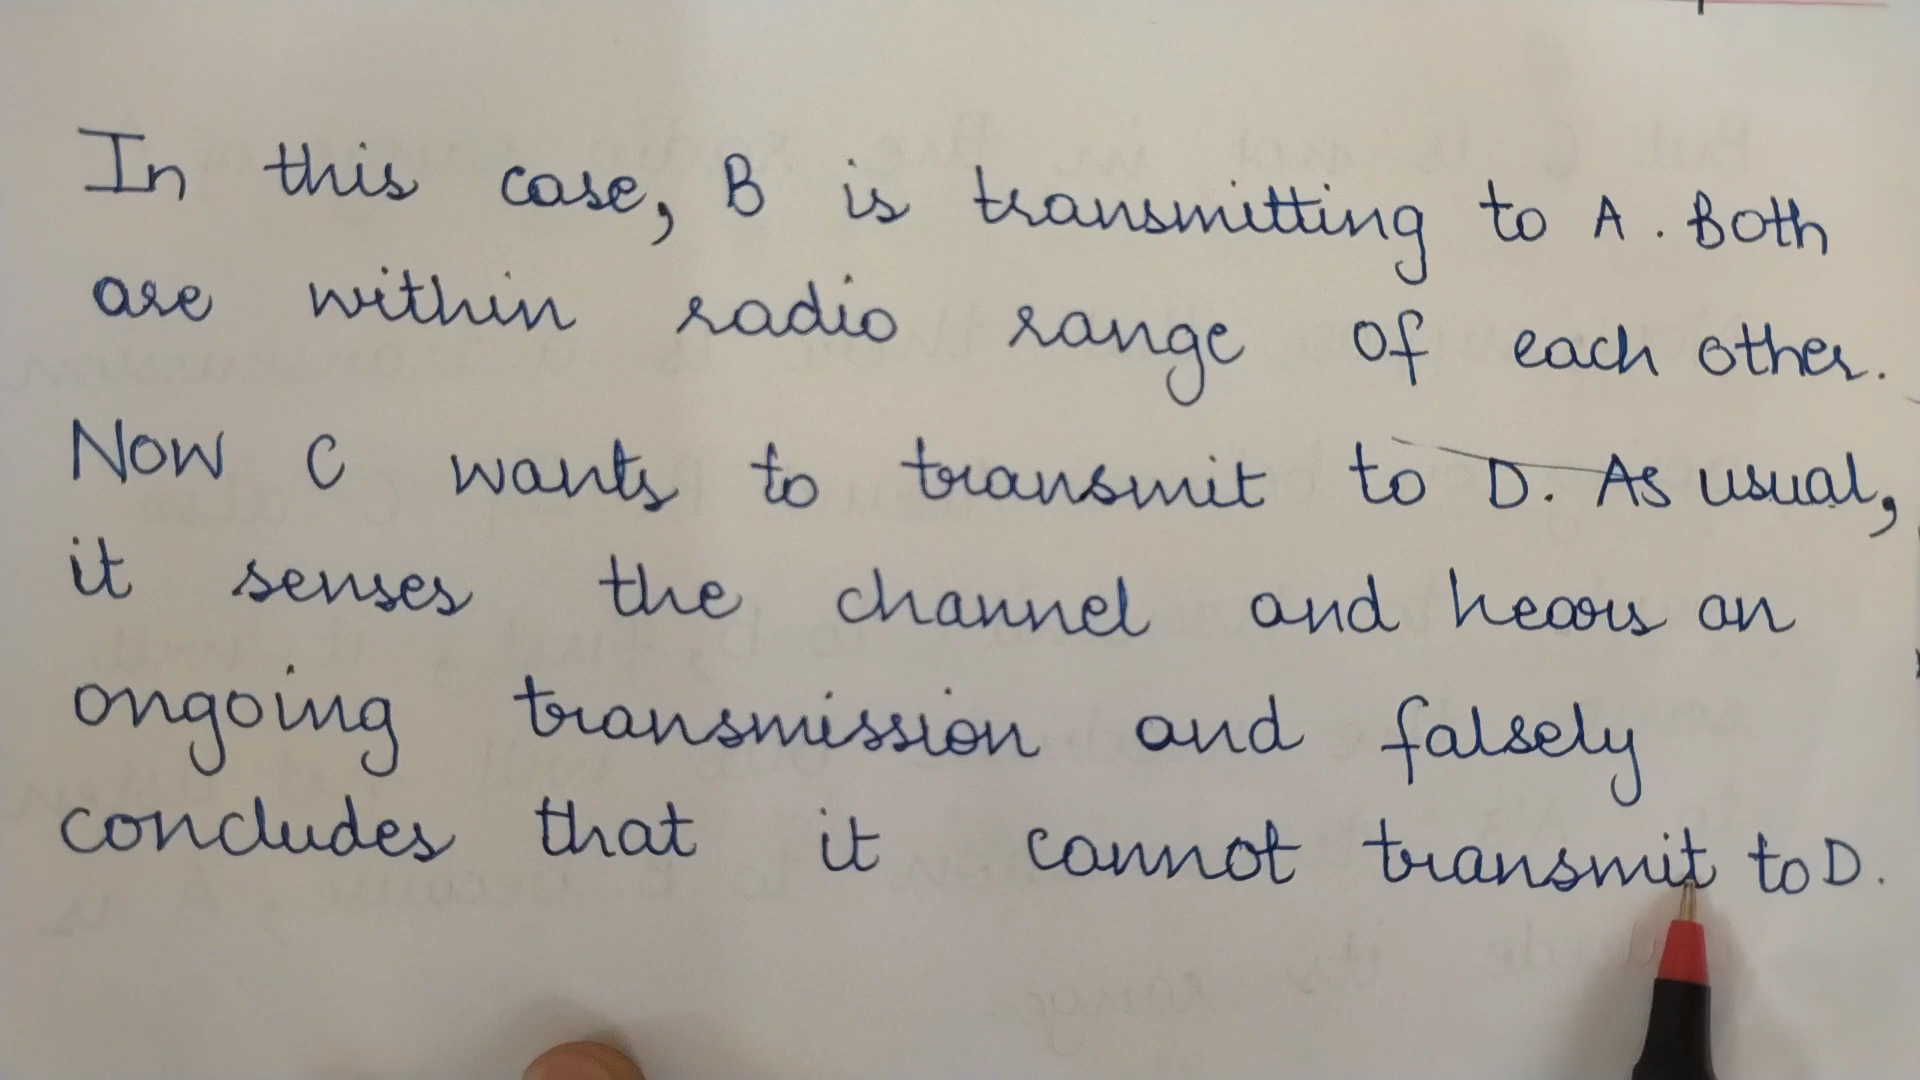 In this case, B is transmitting to A. Both
are within radio range of each other.
Now C wants to transmit to D. As usual,
it senses the channel and hears an
ongoing transmission and falsely
concludes that it cannot transmit to D.